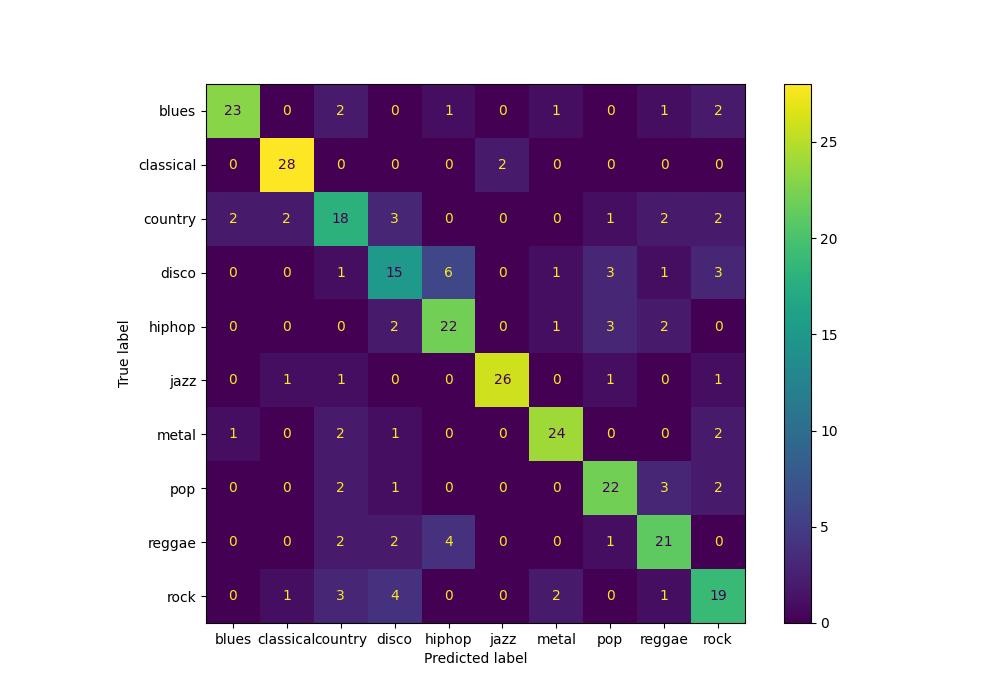 blues 23 0 2 0 1 0 1 0 1 2
classical 0 28 0 0 0 2 0 0 0 0
country 2 2 18 3 0 0 0 1 2 2
disco 0 0 1 15 6 0 1 3 1 3
hiphop 0 0 0 2 22 0 1 3 2 0
jazz 0 1 1 0 0 26 0 1 0 1
metal 1 0 2 1 0 0 24 0 0 2
pop 0 0 2 1 0 0 0 22 3 2
reggae 0 0 2 2 4 0 0 1 21 0
rock 0 1 3 4 0 0 2 0 1 19
blues classical country disco hiphop jazz metal pop reggae rock
Predicted label
True label
25
20
15
10
5
0